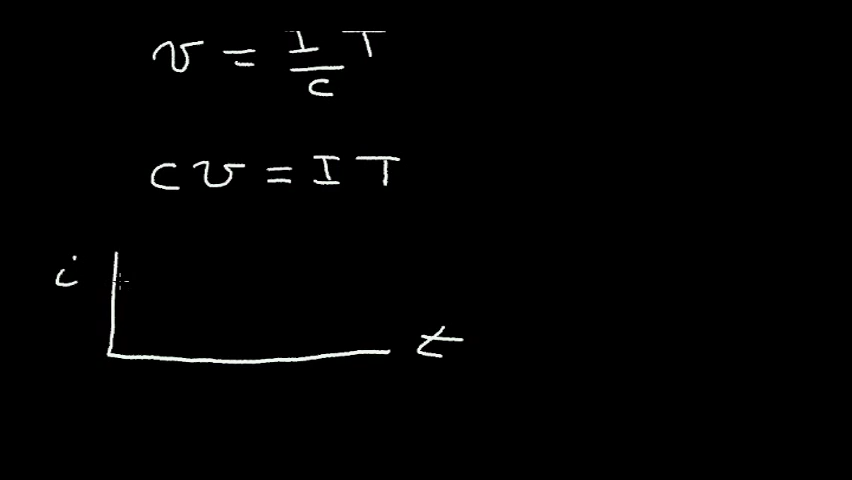 v = I/C T
cv = IT
i
t